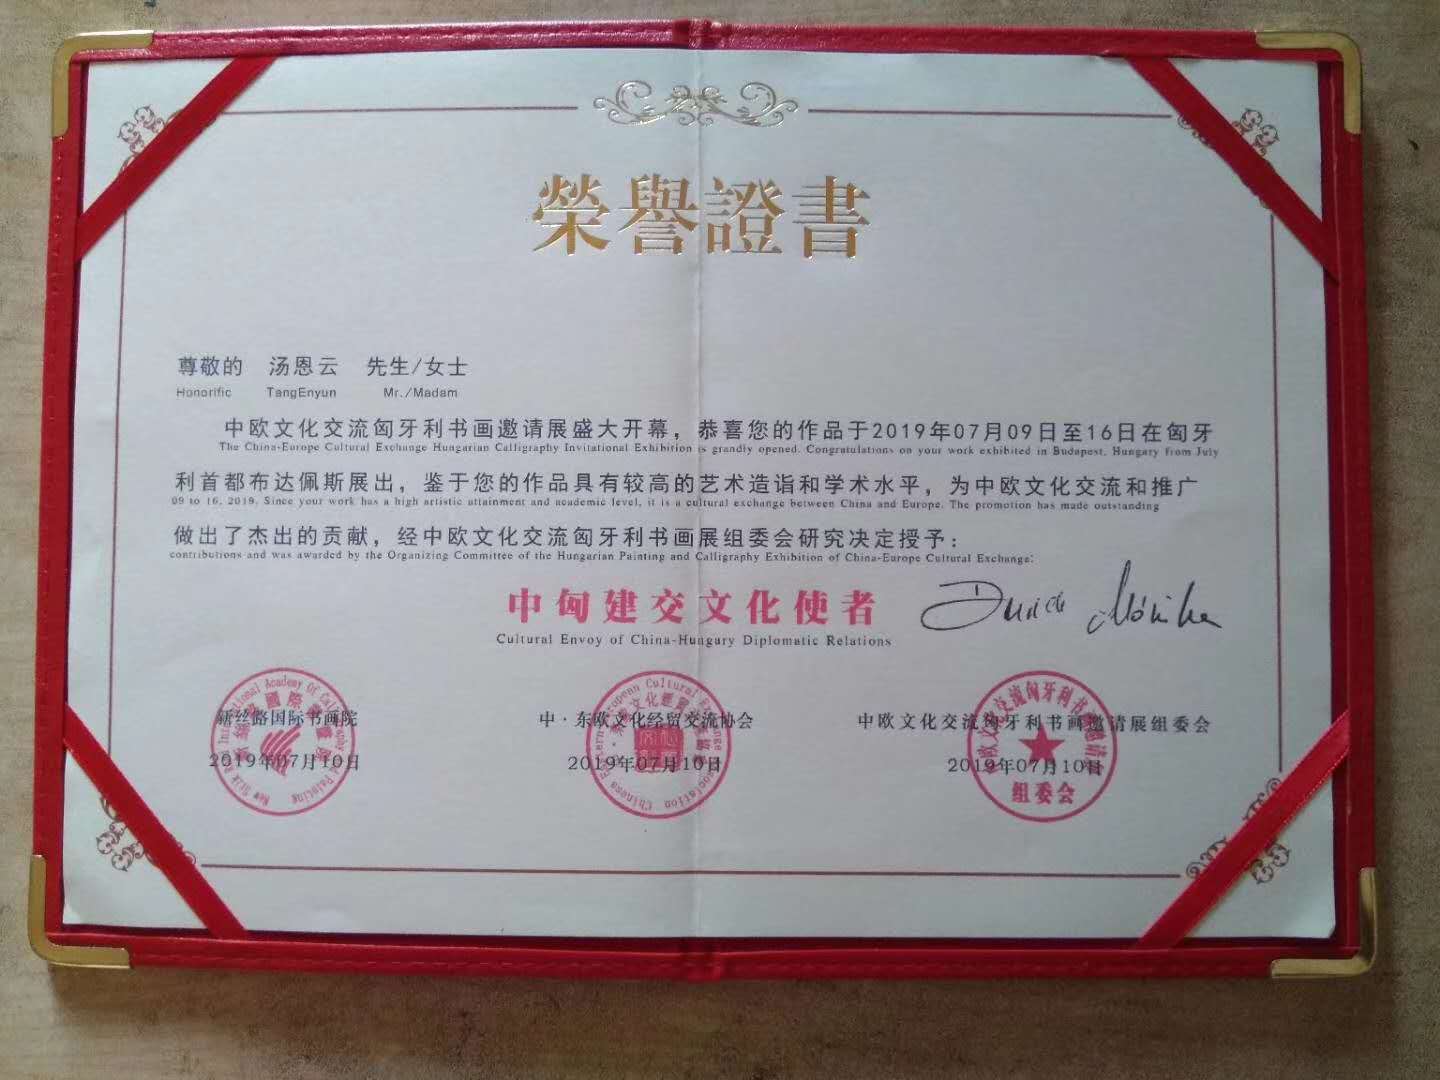 榮譽證書
尊敬的 汤恩云 先生/女士
Honorific TangEnyun Mr./Madam
中欧文化交流匈牙利书画邀请展盛大开幕，恭喜您的作品于2019年07月09日至16日在匈牙
The China-Europe Cultural Exchange Hungarian Calligraphy Invitational Exhibition is grandly opened. Congratulations on your work exhibited in Budapest, Hungary from July
利首都布达佩斯展出，鉴于您的作品具有较高的艺术造诣和学术水平，为中欧文化交流和推广
09 to 16, 2019. Since your work has a high artistic attainment and academic level, it is a cultural exchange between China and Europe. The promotion has made outstanding
做出了杰出的贡献，经中欧文化交流匈牙利书画展组委会研究决定授予：
contributions and was awarded by the Organizing Committee of the Hungarian Painting and Calligraphy Exhibition of China-Europe Cultural Exchange:
中匈建交文化使者
Cultural Envoy of China-Hungary Diplomatic Relations
新丝路国际书画院
2019年07月10日
中·东欧文化经贸交流协会
2019年07月10日
中欧文化交流匈牙利书画邀请展组委会
2019年07月10日
组委会